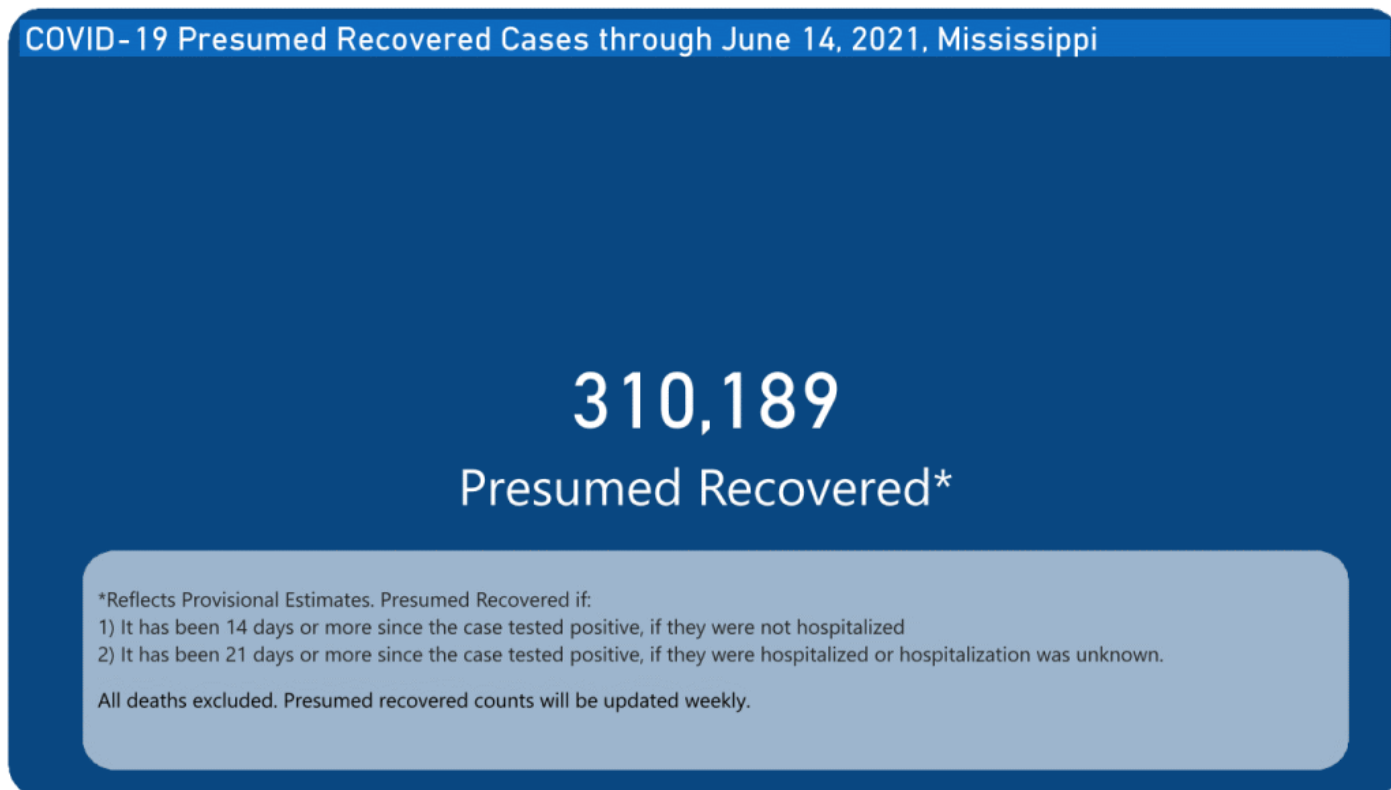 COVID-19 Presumed Recovered Cases through June 14, 2021, Mississippi
310,189
Presumed Recovered*
*Reflects Provisional Estimates. Presumed Recovered if:
1) It has been 14 days or more since the case tested positive, if they were not hospitalized
2) It has been 21 days or more since the case tested positive, if they were hospitalized or hospitalization was unknown.
All deaths excluded. Presumed recovered counts will be updated weekly.